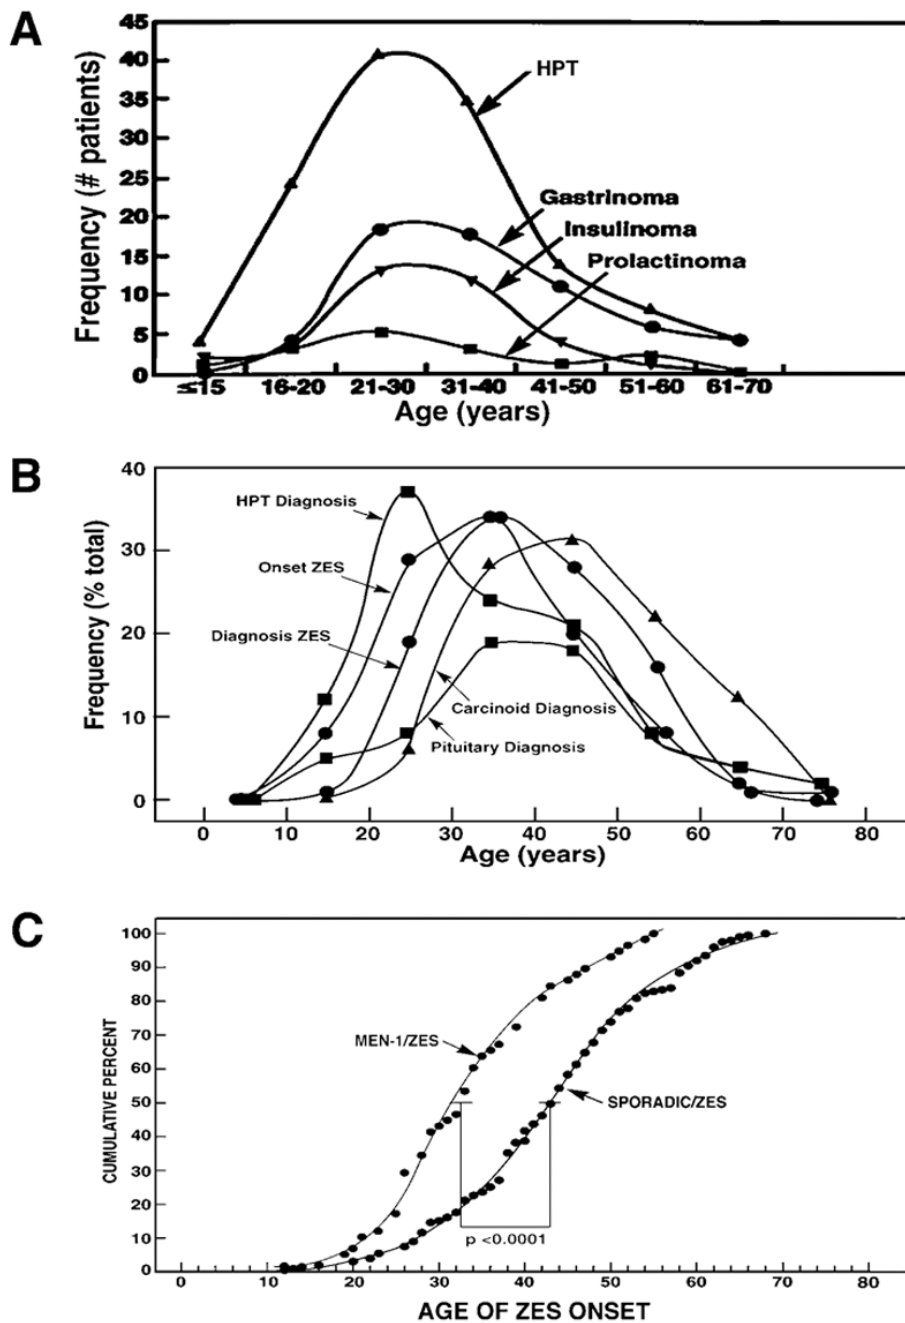 A
Frequency (# patients)
45
40
35
30
25
20
15
10
5
0
HPT
Gastrinoma
Insulinoma
Prolactinoma
≤15 16-20 21-30 31-40 41-50 51-60 61-70
Age (years)
B
Frequency (% total)
40
30
20
10
0
HPT Diagnosis
Onset ZES
Diagnosis ZES
Carcinoid Diagnosis
Pituitary Diagnosis
0 10 20 30 40 50 60 70 80
Age (years)
C
CUMULATIVE PERCENT
100
90
80
70
60
50
40
30
20
10
0
MEN-1/ZES
SPORADIC/ZES
p <0.0001
0 10 20 30 40 50 60 70 80
AGE OF ZES ONSET